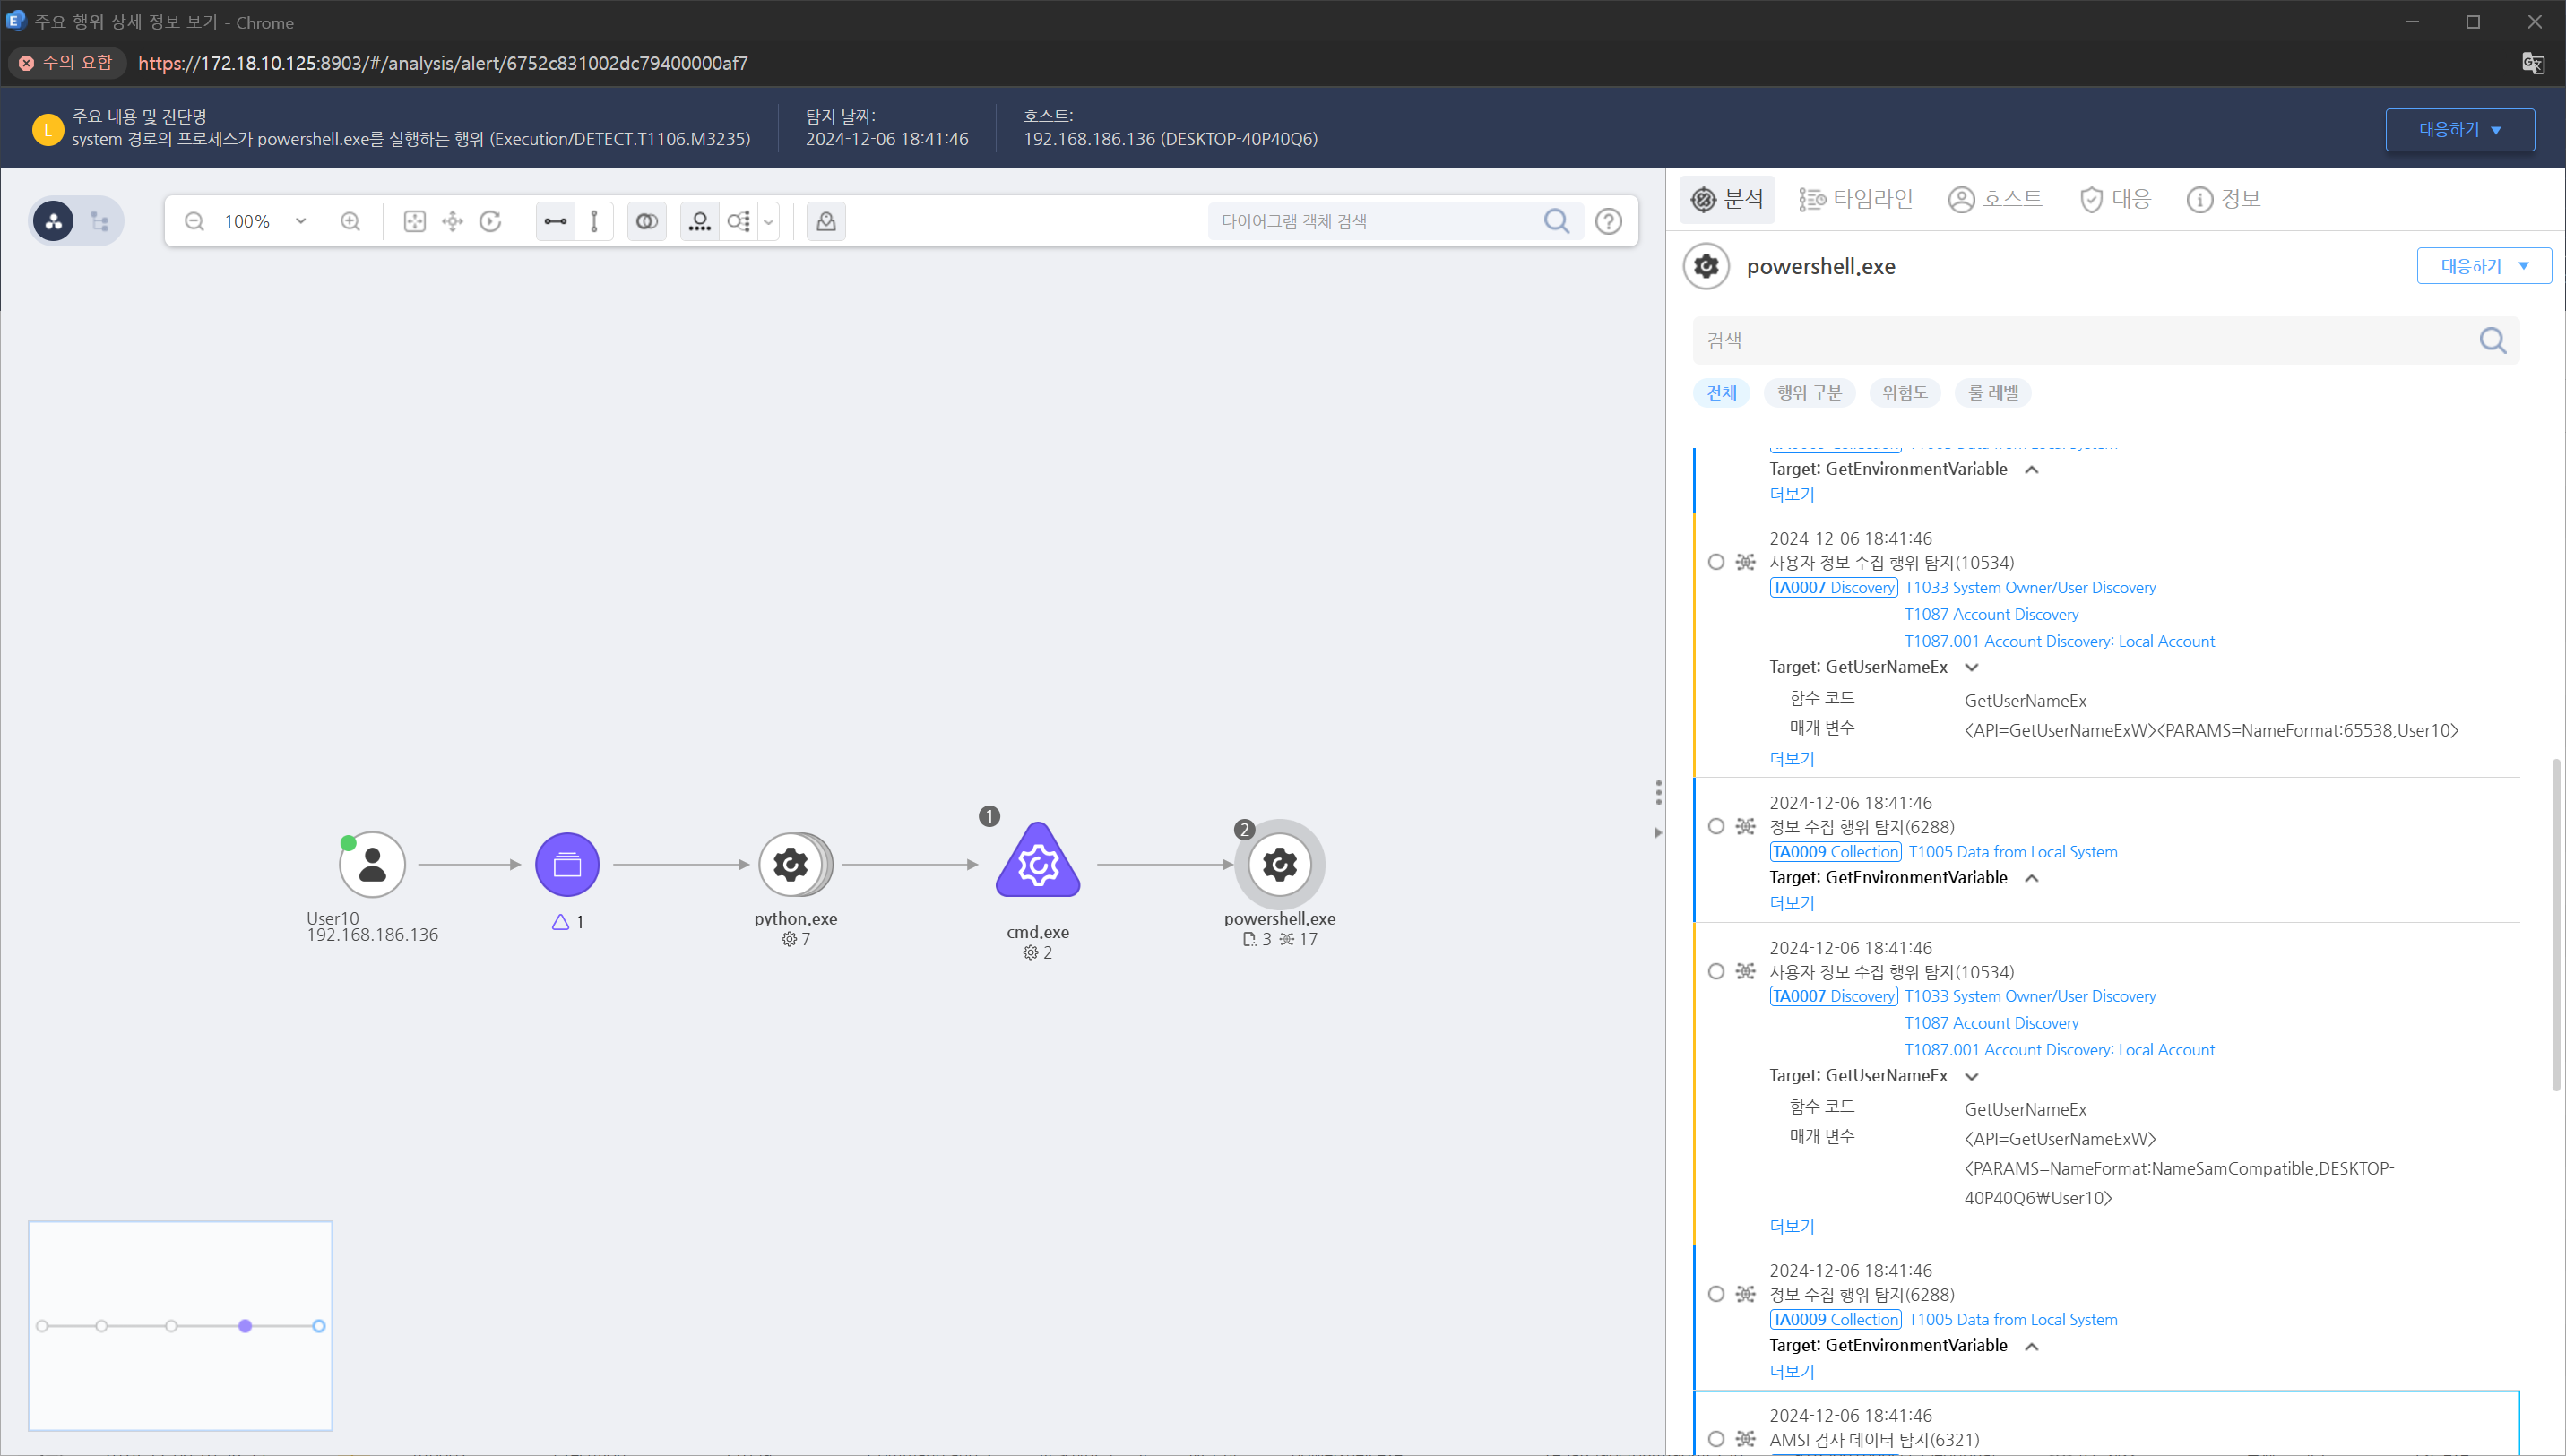 주요 행위 상세 정보 보기 - Chrome
주의 요함 https://172.18.10.125:8903/#/analysis/alert/6752c831002dc79400000af7
L
주요 내용 및 진단명
system 경로의 프로세스가 powershell.exe를 실행하는 행위 (Execution/DETECT.T1106.M3235)
탐지 날짜:
2024-12-06 18:41:46
호스트:
192.168.186.136 (DESKTOP-40P40Q6)
대응하기
100%
다이어그램 객체 검색
User10
192.168.186.136
1
python.exe
7
1
cmd.exe
2
2
powershell.exe
3 17
분석 타임라인 호스트 대응 정보
powershell.exe
대응하기
검색
전체 행위 구분 위험도 룰 레벨
TA0009 Collection T1005 Data from Local System
Target: GetEnvironmentVariable
더보기
2024-12-06 18:41:46
사용자 정보 수집 행위 탐지(10534)
TA0007 Discovery T1033 System Owner/User Discovery
T1087 Account Discovery
T1087.001 Account Discovery: Local Account
Target: GetUserNameEx
함수 코드 GetUserNameEx
매개 변수 <API=GetUserNameExW><PARAMS=NameFormat:65538,User10>
더보기
2024-12-06 18:41:46
정보 수집 행위 탐지(6288)
TA0009 Collection T1005 Data from Local System
Target: GetEnvironmentVariable
더보기
2024-12-06 18:41:46
사용자 정보 수집 행위 탐지(10534)
TA0007 Discovery T1033 System Owner/User Discovery
T1087 Account Discovery
T1087.001 Account Discovery: Local Account
Target: GetUserNameEx
함수 코드 GetUserNameEx
매개 변수 <API=GetUserNameExW>
<PARAMS=NameFormat:NameSamCompatible,DESKTOP-
40P40Q6₩User10>
더보기
2024-12-06 18:41:46
정보 수집 행위 탐지(6288)
TA0009 Collection T1005 Data from Local System
Target: GetEnvironmentVariable
더보기
2024-12-06 18:41:46
AMSI 검사 데이터 탐지(6321)